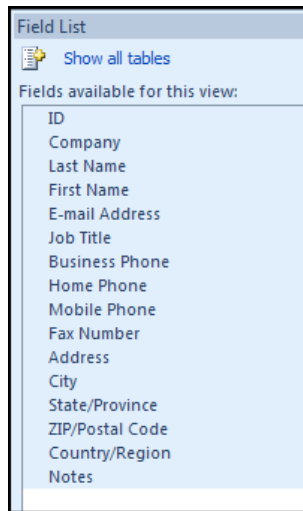 Field List
Show all tables
Fields available for this view:
ID
Company
Last Name
First Name
E-mail Address
Job Title
Business Phone
Home Phone
Mobile Phone
Fax Number
Address
City
State/Province
ZIP/Postal Code
Country/Region
Notes